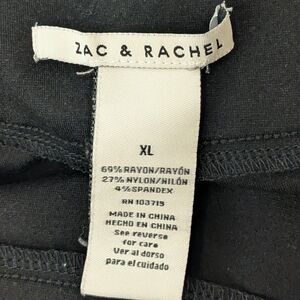 ZAC & RACHEL
XL
69% RAYON/RAYÓN
27% NYLON/NILÓN
4% SPANDEX
RN 103715
MADE IN CHINA
HECHO EN CHINA
See reverse
for care
Ver al dorso
para el cuidado